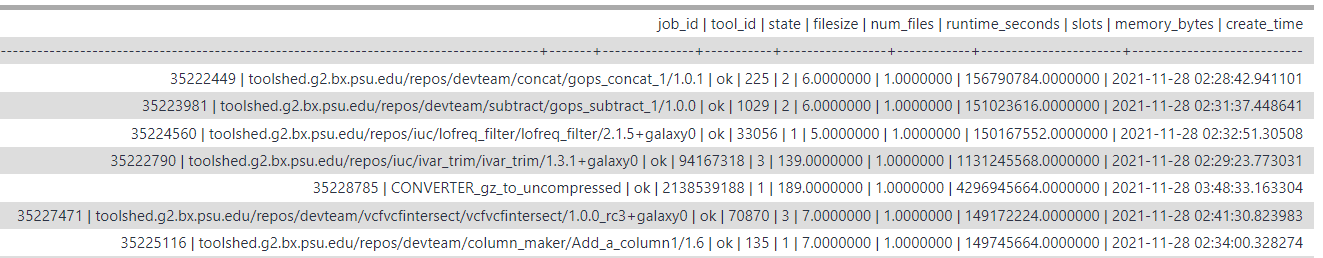 job_id | tool_id | state | filesize | num_files | runtime_seconds | slots | memory_bytes | create_time
------------------------------------------------------------------------------------------+-------+--------------+-----------+----------------+------------+---------------------+--------------------------
35222449 | toolshed.g2.bx.psu.edu/repos/devteam/concat/gops_concat_1/1.0.1 | ok | 225 | 2 | 6.0000000 | 1.0000000 | 156790784.0000000 | 2021-11-28 02:28:42.941101
35223981 | toolshed.g2.bx.psu.edu/repos/devteam/subtract/gops_subtract_1/1.0.0 | ok | 1029 | 2 | 6.0000000 | 1.0000000 | 151023616.0000000 | 2021-11-28 02:31:37.448641
35224560 | toolshed.g2.bx.psu.edu/repos/iuc/lofreq_filter/lofreq_filter/2.1.5+galaxy0 | ok | 33056 | 1 | 5.0000000 | 1.0000000 | 150167552.0000000 | 2021-11-28 02:32:51.30508
35222790 | toolshed.g2.bx.psu.edu/repos/iuc/ivar_trim/ivar_trim/1.3.1+galaxy0 | ok | 94167318 | 3 | 139.0000000 | 1.0000000 | 1131245568.0000000 | 2021-11-28 02:29:23.773031
35228785 | CONVERTER_gz_to_uncompressed | ok | 2138539188 | 1 | 189.0000000 | 1.0000000 | 4296945664.0000000 | 2021-11-28 03:48:33.163304
35227471 | toolshed.g2.bx.psu.edu/repos/devteam/vcfvcfintersect/vcfvcfintersect/1.0.0_rc3+galaxy0 | ok | 70870 | 3 | 7.0000000 | 1.0000000 | 149172224.0000000 | 2021-11-28 02:41:30.823983
35225116 | toolshed.g2.bx.psu.edu/repos/devteam/column_maker/Add_a_column1/1.6 | ok | 135 | 1 | 7.0000000 | 1.0000000 | 149745664.0000000 | 2021-11-28 02:34:00.328274